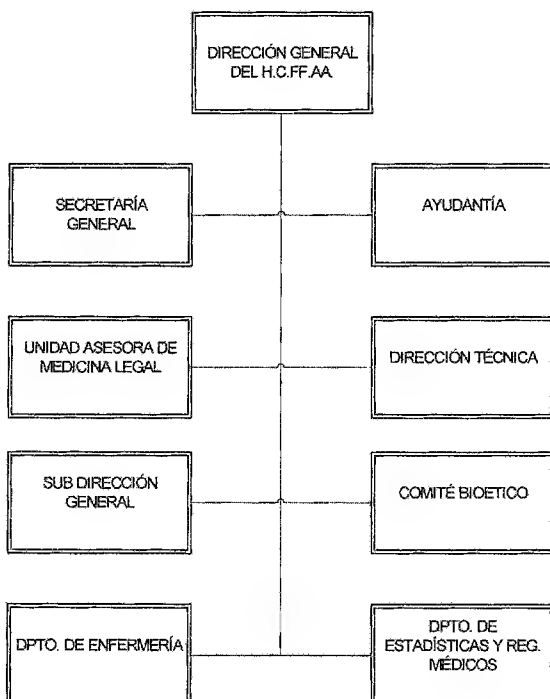 DIRECCIÓN GENERAL
DEL H.C.FF.AA.
SECRETARÍA
GENERAL
AYUDANTÍA
UNIDAD ASESORA DE
MEDICINA LEGAL
DIRECCIÓN TÉCNICA
SUB DIRECCIÓN
GENERAL
COMITÉ BIOETICO
DPTO. DE ENFERMERÍA
DPTO. DE
ESTADÍSTICAS Y REG.
MÉDICOS